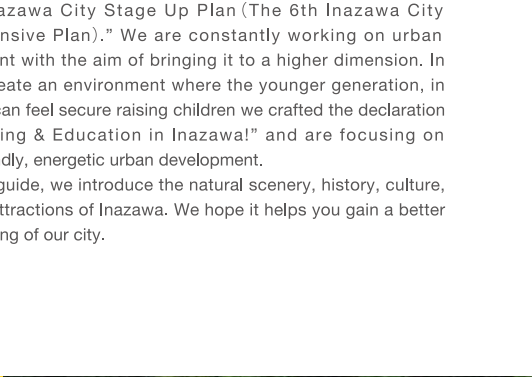 azawa City Stage Up Plan (The 6th Inazawa City
nsive Plan).” We are constantly working on urban
nt with the aim of bringing it to a higher dimension. In
eate an environment where the younger generation, in
can feel secure raising children we crafted the declaration
ing & Education in Inazawa!” and are focusing on
ndly, energetic urban development.
guide, we introduce the natural scenery, history, culture,
ttractions of Inazawa. We hope it helps you gain a better
ng of our city.